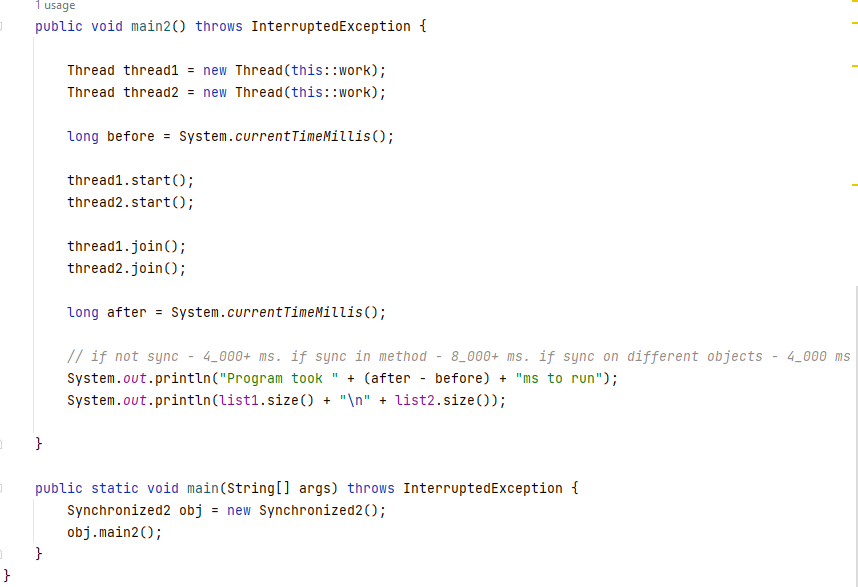 1 usage
public void main2() throws InterruptedException {
Thread thread1 = new Thread(this::work);
Thread thread2 = new Thread(this::work);
long before = System.currentTimeMillis();
thread1.start();
thread2.start();
thread1.join();
thread2.join();
long after = System.currentTimeMillis();
// if not sync - 4_000+ ms. if sync in method - 8_000+ ms. if sync on different objects - 4_000 ms
System.out.println("Program took " + (after - before) + "ms to run");
System.out.println(list1.size() + "\n" + list2.size());
}
public static void main(String[] args) throws InterruptedException {
Synchronized2 obj = new Synchronized2();
obj.main2();
}
}